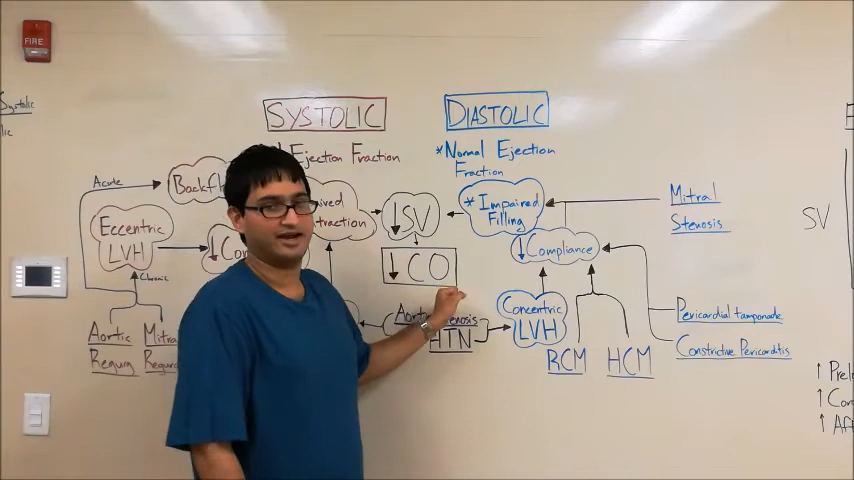 FIRE
Systolic
SYSTOLIC
DIASTOLIC
Ejection Fraction
*Normal Ejection
Fraction
Acute
Eccentric
LVH
↓SV
* Impaired
Filling
Mitral
Stenosis
SV
↓CO
↓Compliance
Chronic
Aortic
Regurg
Concentric
LVH
HTN
RCM
HCM
Pericardial tamponade
Constrictive Pericarditis
↑
↑
↑